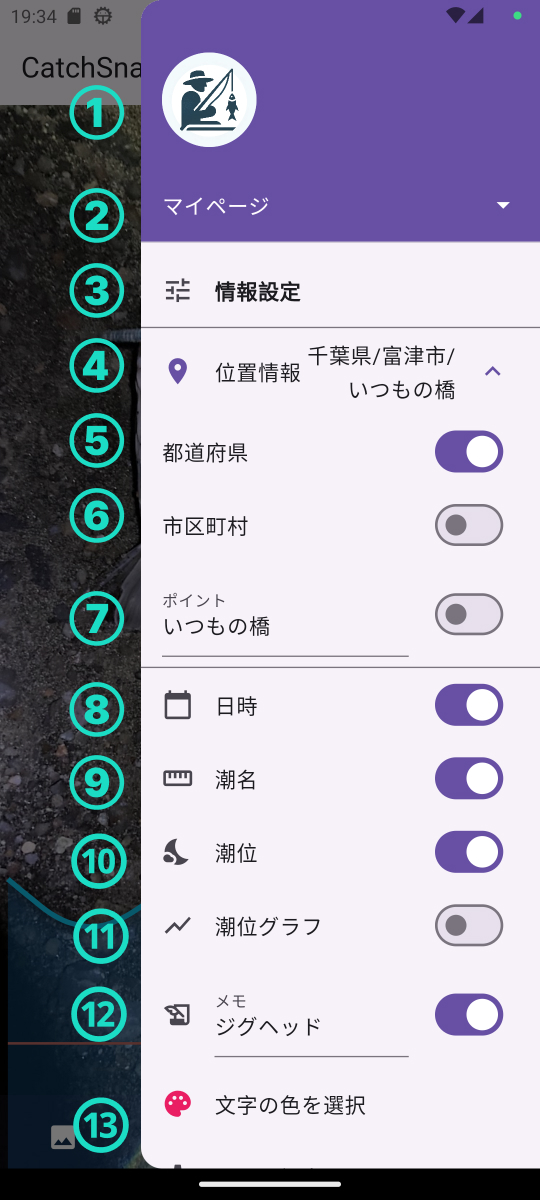 19:34
CatchSna
①
② マイページ
③ 情報設定
④ 位置情報 千葉県/富津市/
いつもの橋
⑤ 都道府県
⑥ 市区町村
ポイント
⑦ いつもの橋
⑧ 日時
⑨ 潮名
⑩ 潮位
⑪ 潮位グラフ
メモ
⑫ ジグヘッド
⑬ 文字の色を選択